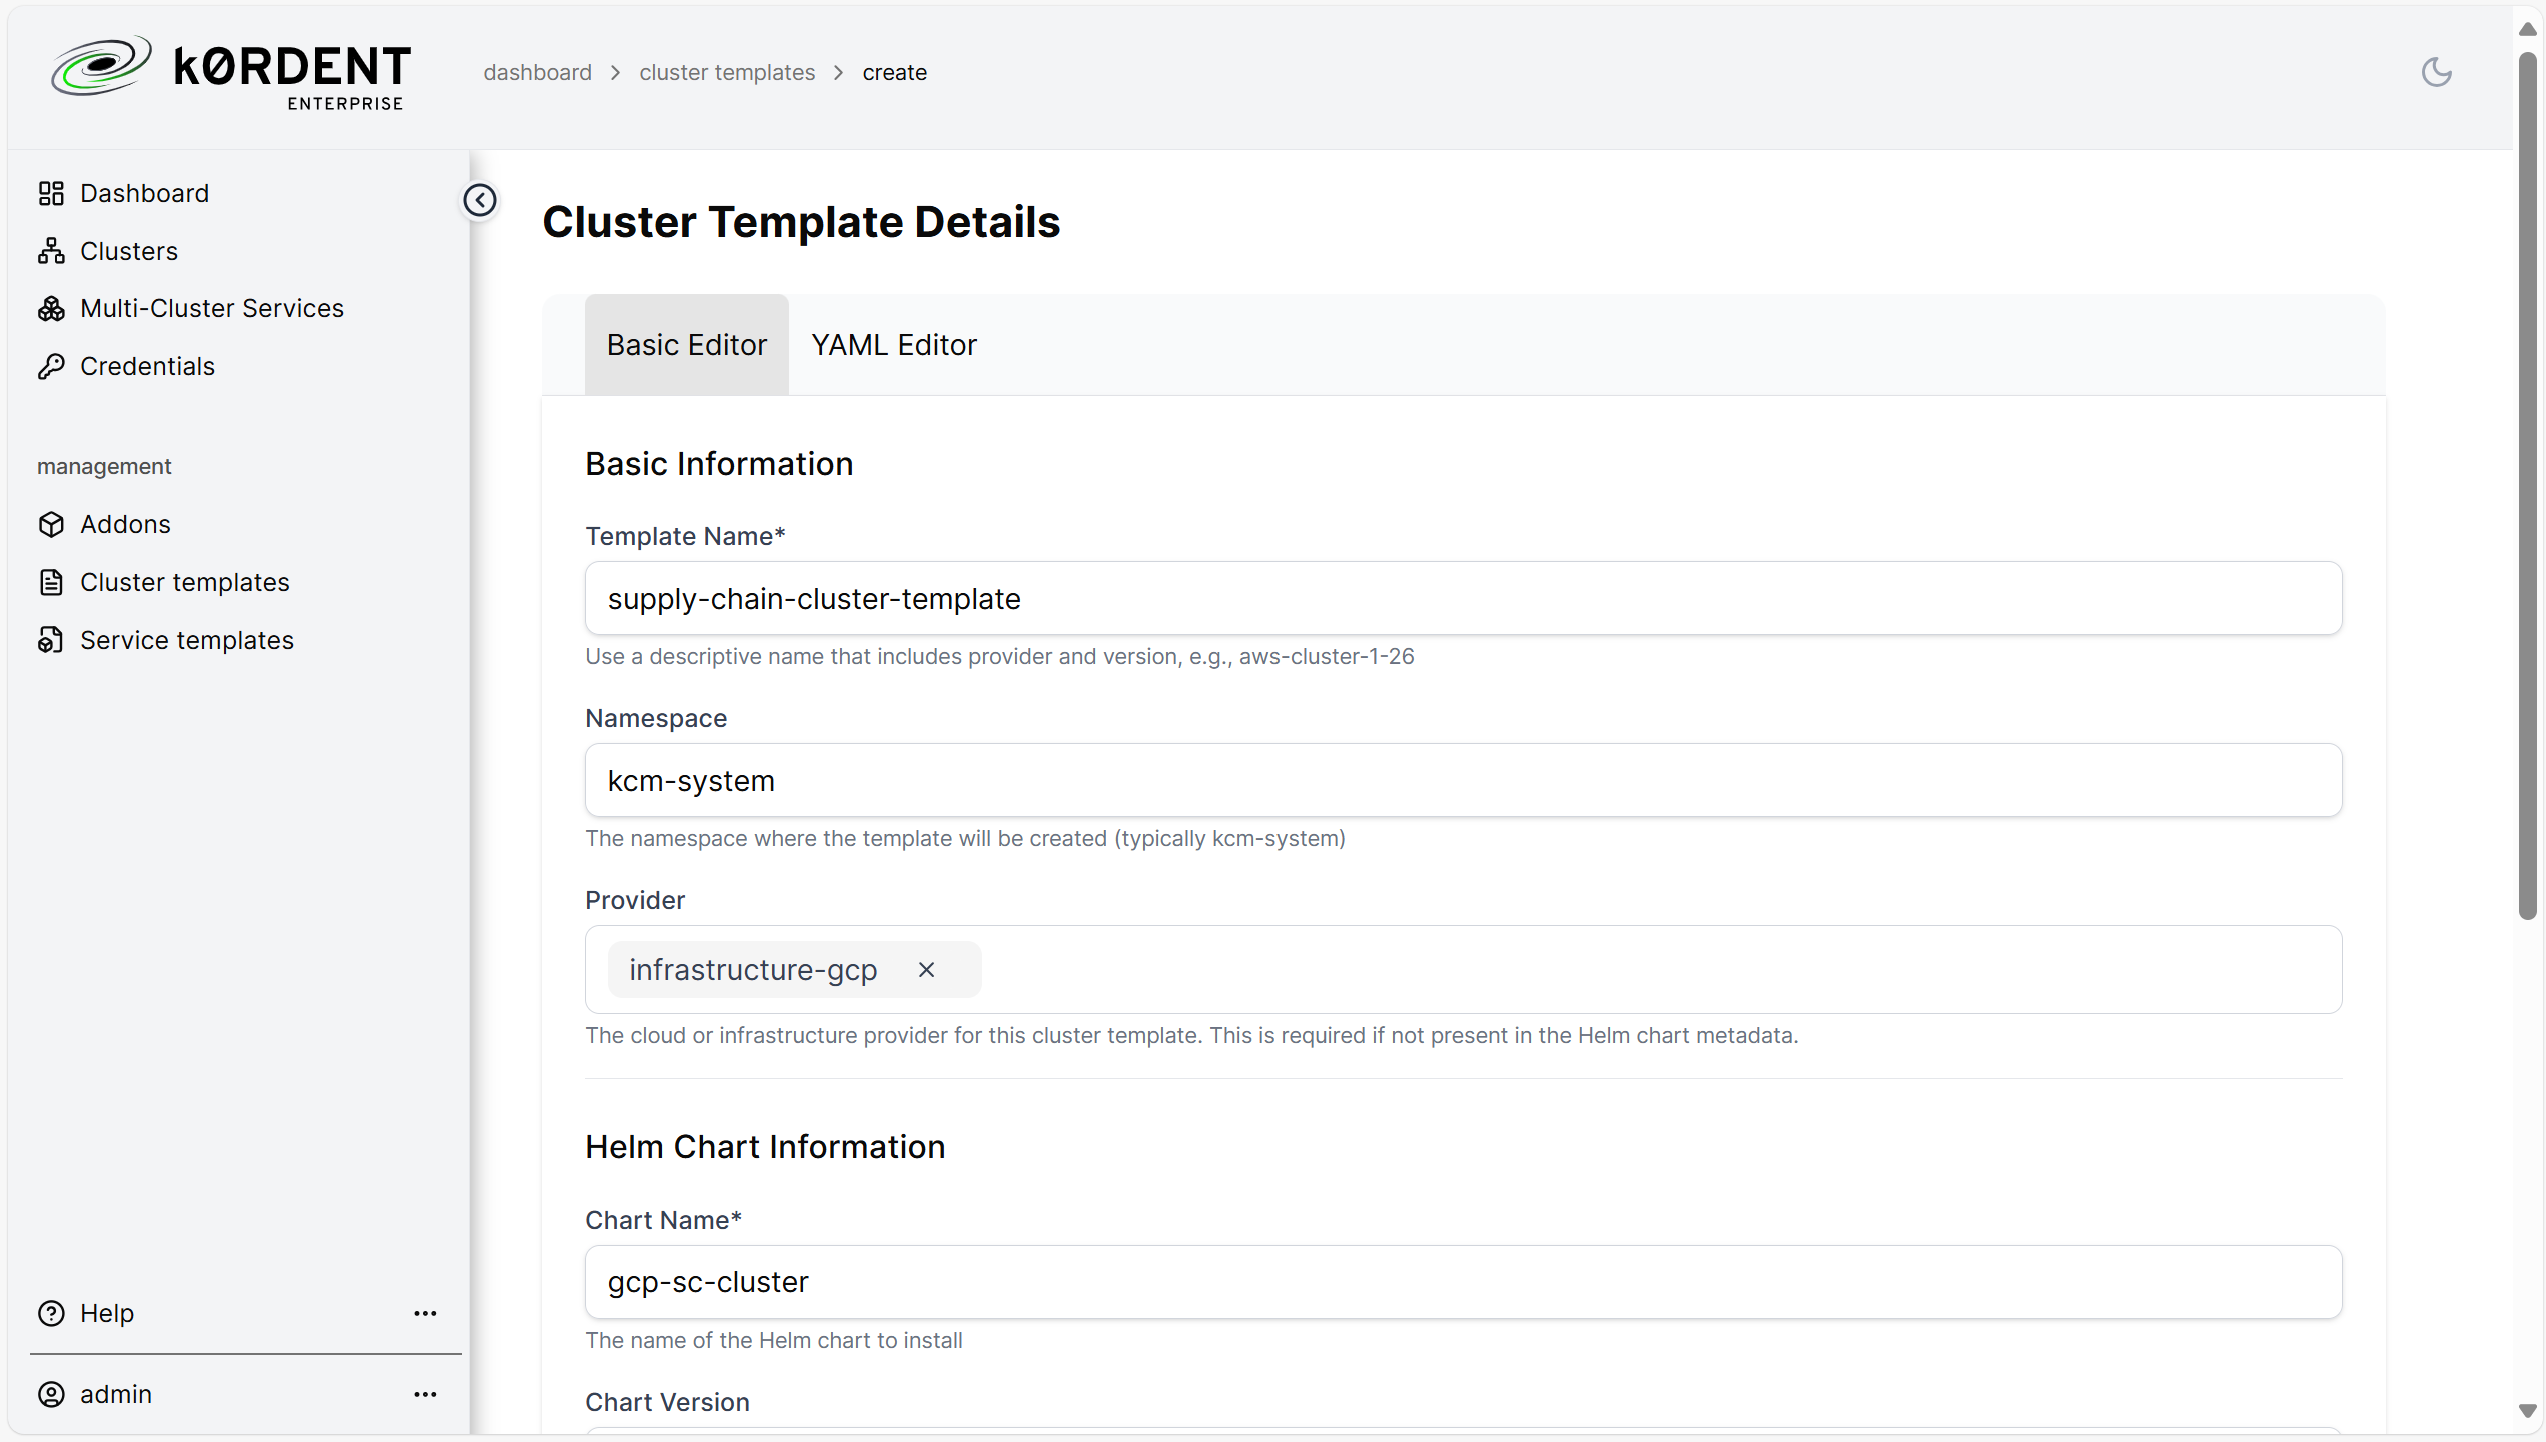 kØRDENT
ENTERPRISE
dashboard > cluster templates > create
Dashboard
Clusters
Multi-Cluster Services
Credentials
management
Addons
Cluster templates
Service templates
Help
admin
Cluster Template Details
Basic Editor YAML Editor
Basic Information
Template Name*
supply-chain-cluster-template
Use a descriptive name that includes provider and version, e.g., aws-cluster-1-26
Namespace
kcm-system
The namespace where the template will be created (typically kcm-system)
Provider
infrastructure-gcp
The cloud or infrastructure provider for this cluster template. This is required if not present in the Helm chart metadata.
Helm Chart Information
Chart Name*
gcp-sc-cluster
The name of the Helm chart to install
Chart Version